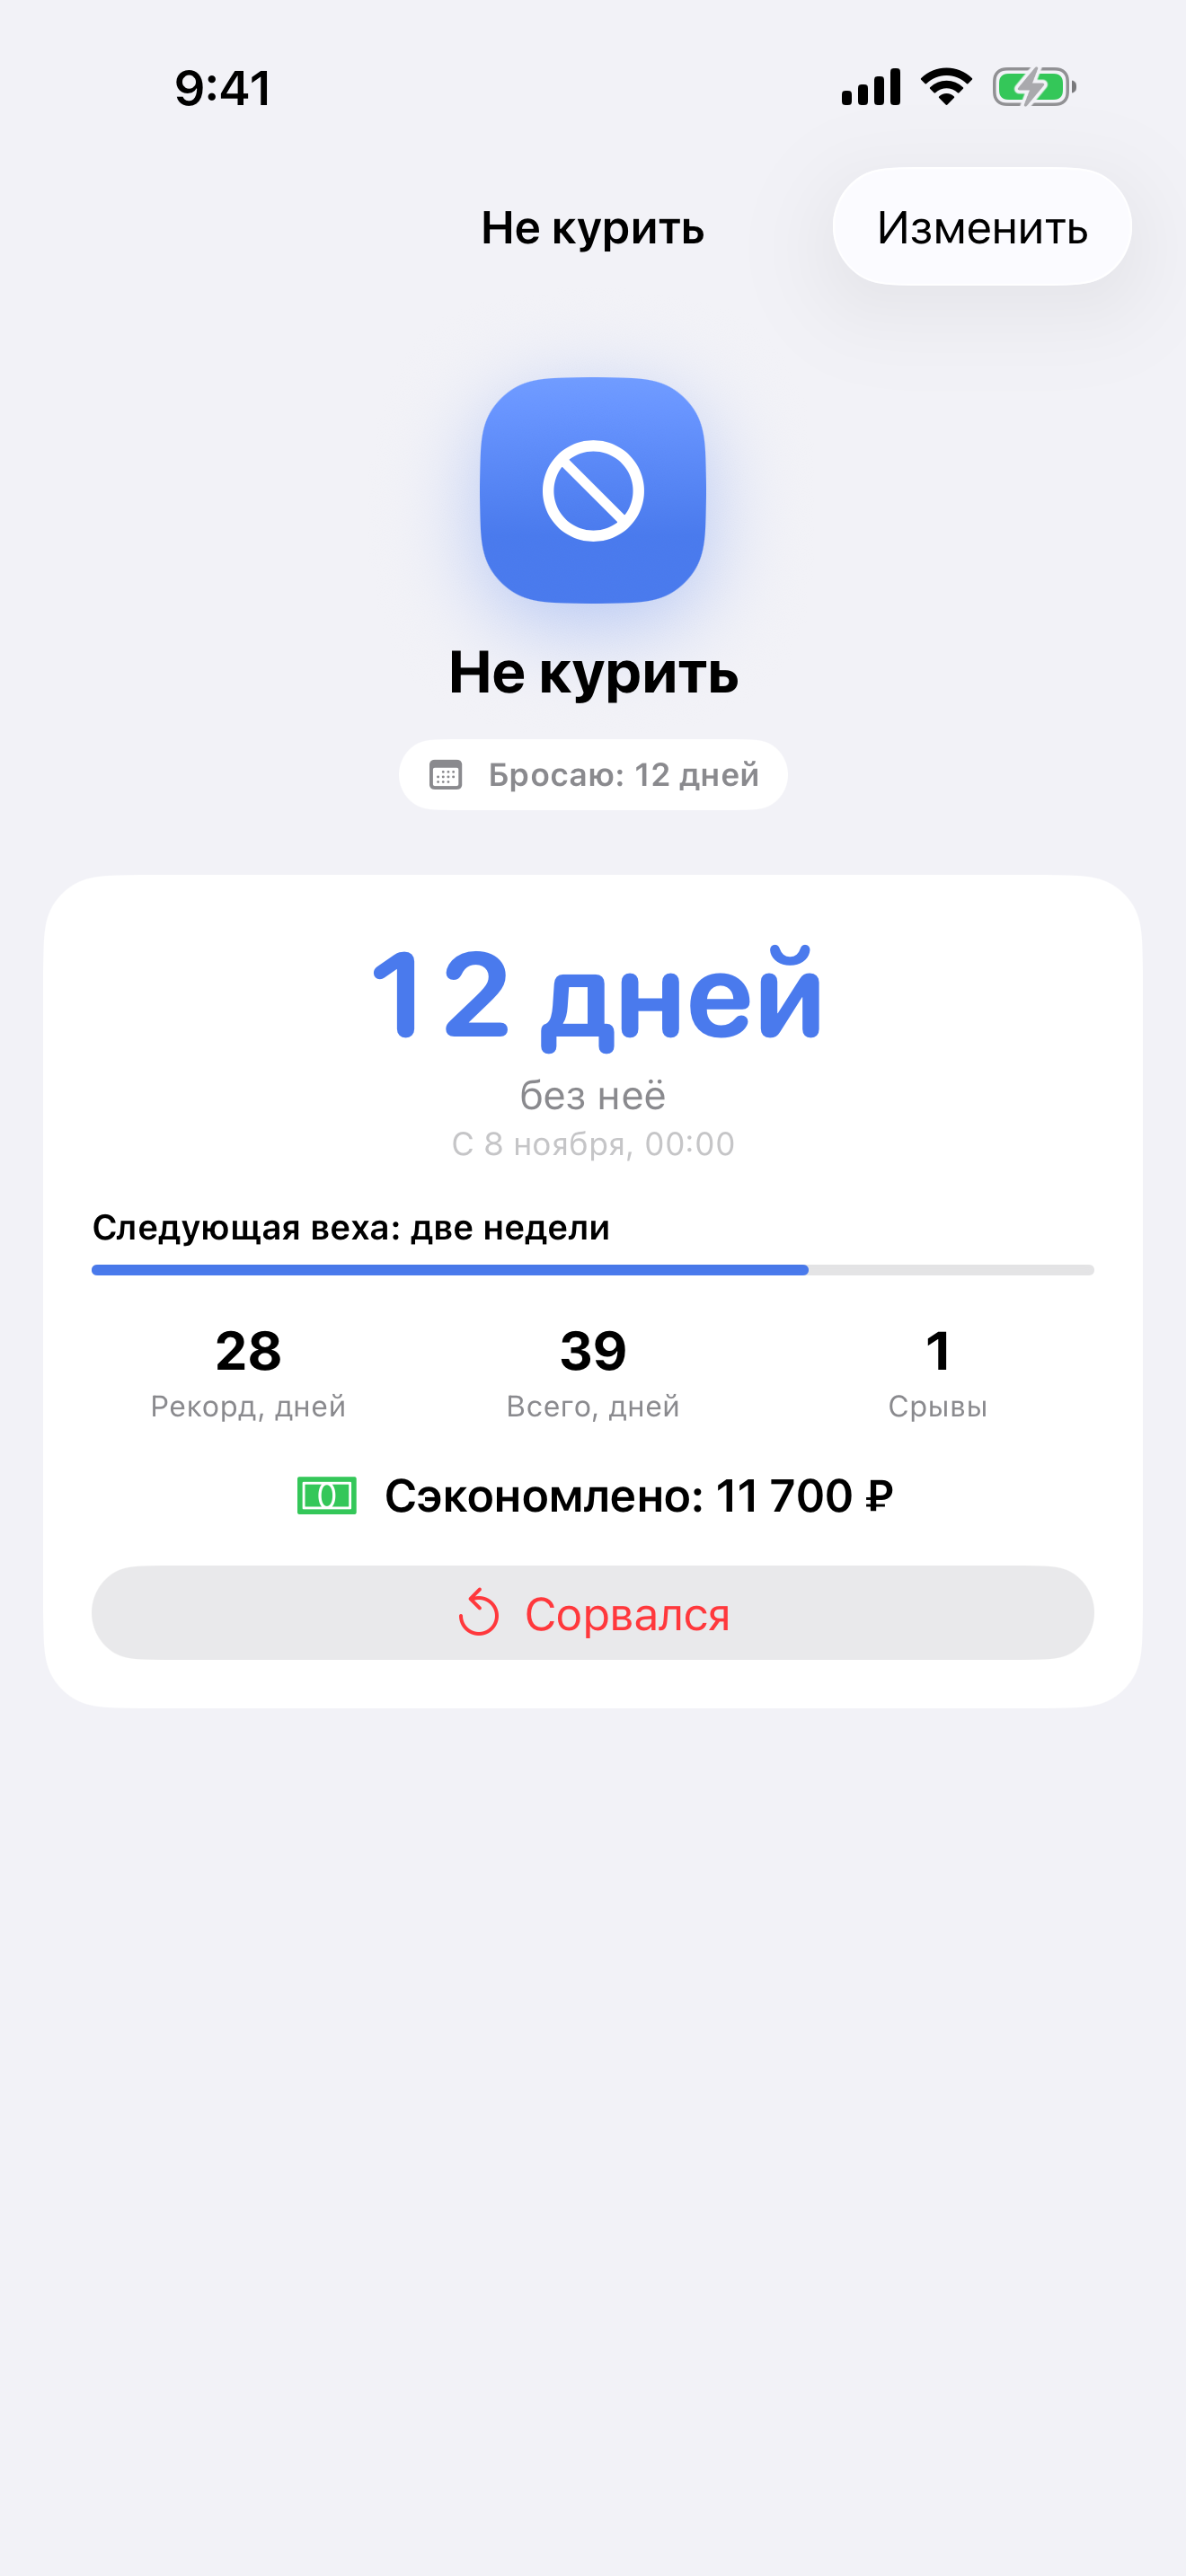 9:41
Не курить
Изменить
Не курить
Бросаю: 12 дней
12 дней
без неё
С 8 ноября, 00:00
Следующая веха: две недели
28
Рекорд, дней
39
Всего, дней
1
Срывы
Сэкономлено: 11 700 ₽
Сорвался